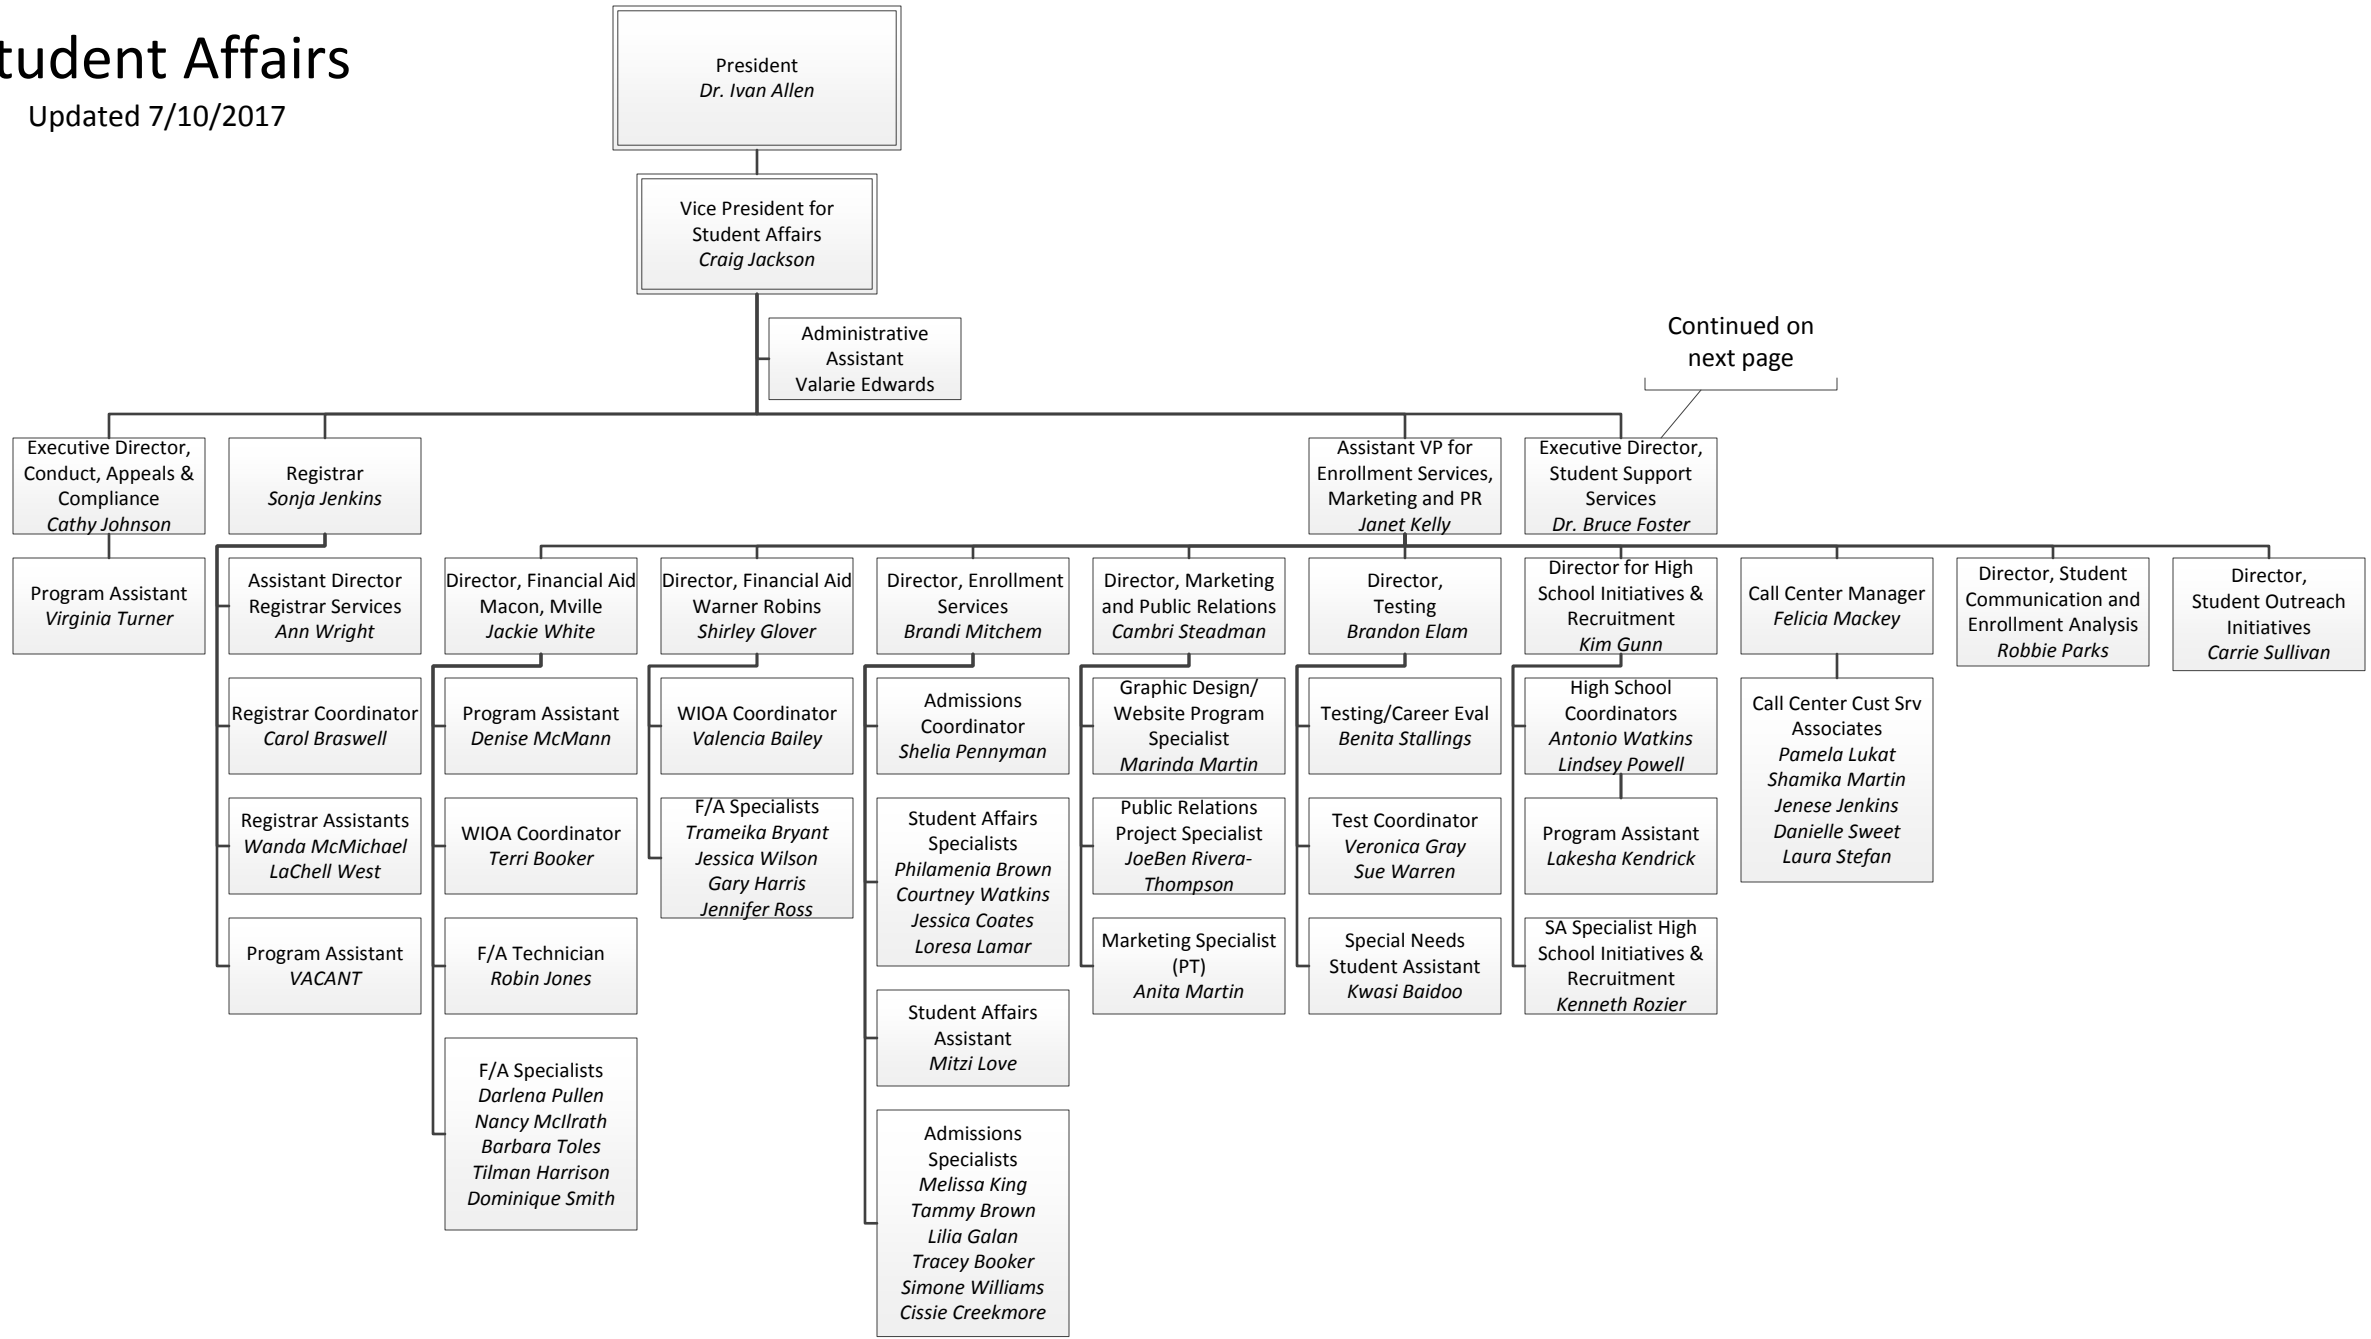 tudent Affairs
Updated 7/10/2017
President
Dr. Ivan Allen
Vice President for
Student Affairs
Craig Jackson
Administrative
Assistant
Valarie Edwards
Continued on
next page
Executive Director,
Conduct, Appeals &
Compliance
Cathy Johnson
Registrar
Sonja Jenkins
Assistant VP for
Enrollment Services,
Marketing and PR
Janet Kelly
Executive Director,
Student Support
Services
Dr. Bruce Foster
Program Assistant
Virginia Turner
Assistant Director
Registrar Services
Ann Wright
Director, Financial Aid
Macon, Mville
Jackie White
Director, Financial Aid
Warner Robins
Shirley Glover
Director, Enrollment
Services
Brandi Mitchem
Director, Marketing
and Public Relations
Cambri Steadman
Director,
Testing
Brandon Elam
Director for High
School Initiatives &
Recruitment
Kim Gunn
Call Center Manager
Felicia Mackey
Director, Student
Communication and
Enrollment Analysis
Robbie Parks
Director,
Student Outreach
Initiatives
Carrie Sullivan
Registrar Coordinator
Carol Braswell
Program Assistant
Denise McMann
WIOA Coordinator
Valencia Bailey
Admissions
Coordinator
Shelia Pennyman
Graphic Design/
Website Program
Specialist
Marinda Martin
Testing/Career Eval
Benita Stallings
High School
Coordinators
Antonio Watkins
Lindsey Powell
Call Center Cust Srv
Associates
Pamela Lukat
Shamika Martin
Jenese Jenkins
Danielle Sweet
Laura Stefan
Registrar Assistants
Wanda McMichael
LaChell West
WIOA Coordinator
Terri Booker
F/A Specialists
Trameika Bryant
Jessica Wilson
Gary Harris
Jennifer Ross
Student Affairs
Specialists
Philamenia Brown
Courtney Watkins
Jessica Coates
Loresa Lamar
Public Relations
Project Specialist
JoeBen Rivera-
Thompson
Test Coordinator
Veronica Gray
Sue Warren
Program Assistant
Lakesha Kendrick
Program Assistant
VACANT
F/A Technician
Robin Jones
Marketing Specialist
(PT)
Anita Martin
Special Needs
Student Assistant
Kwasi Baidoo
SA Specialist High
School Initiatives &
Recruitment
Kenneth Rozier
Student Affairs
Assistant
Mitzi Love
F/A Specialists
Darlena Pullen
Nancy McIlrath
Barbara Toles
Tilman Harrison
Dominique Smith
Admissions
Specialists
Melissa King
Tammy Brown
Lilia Galan
Tracey Booker
Simone Williams
Cissie Creekmore